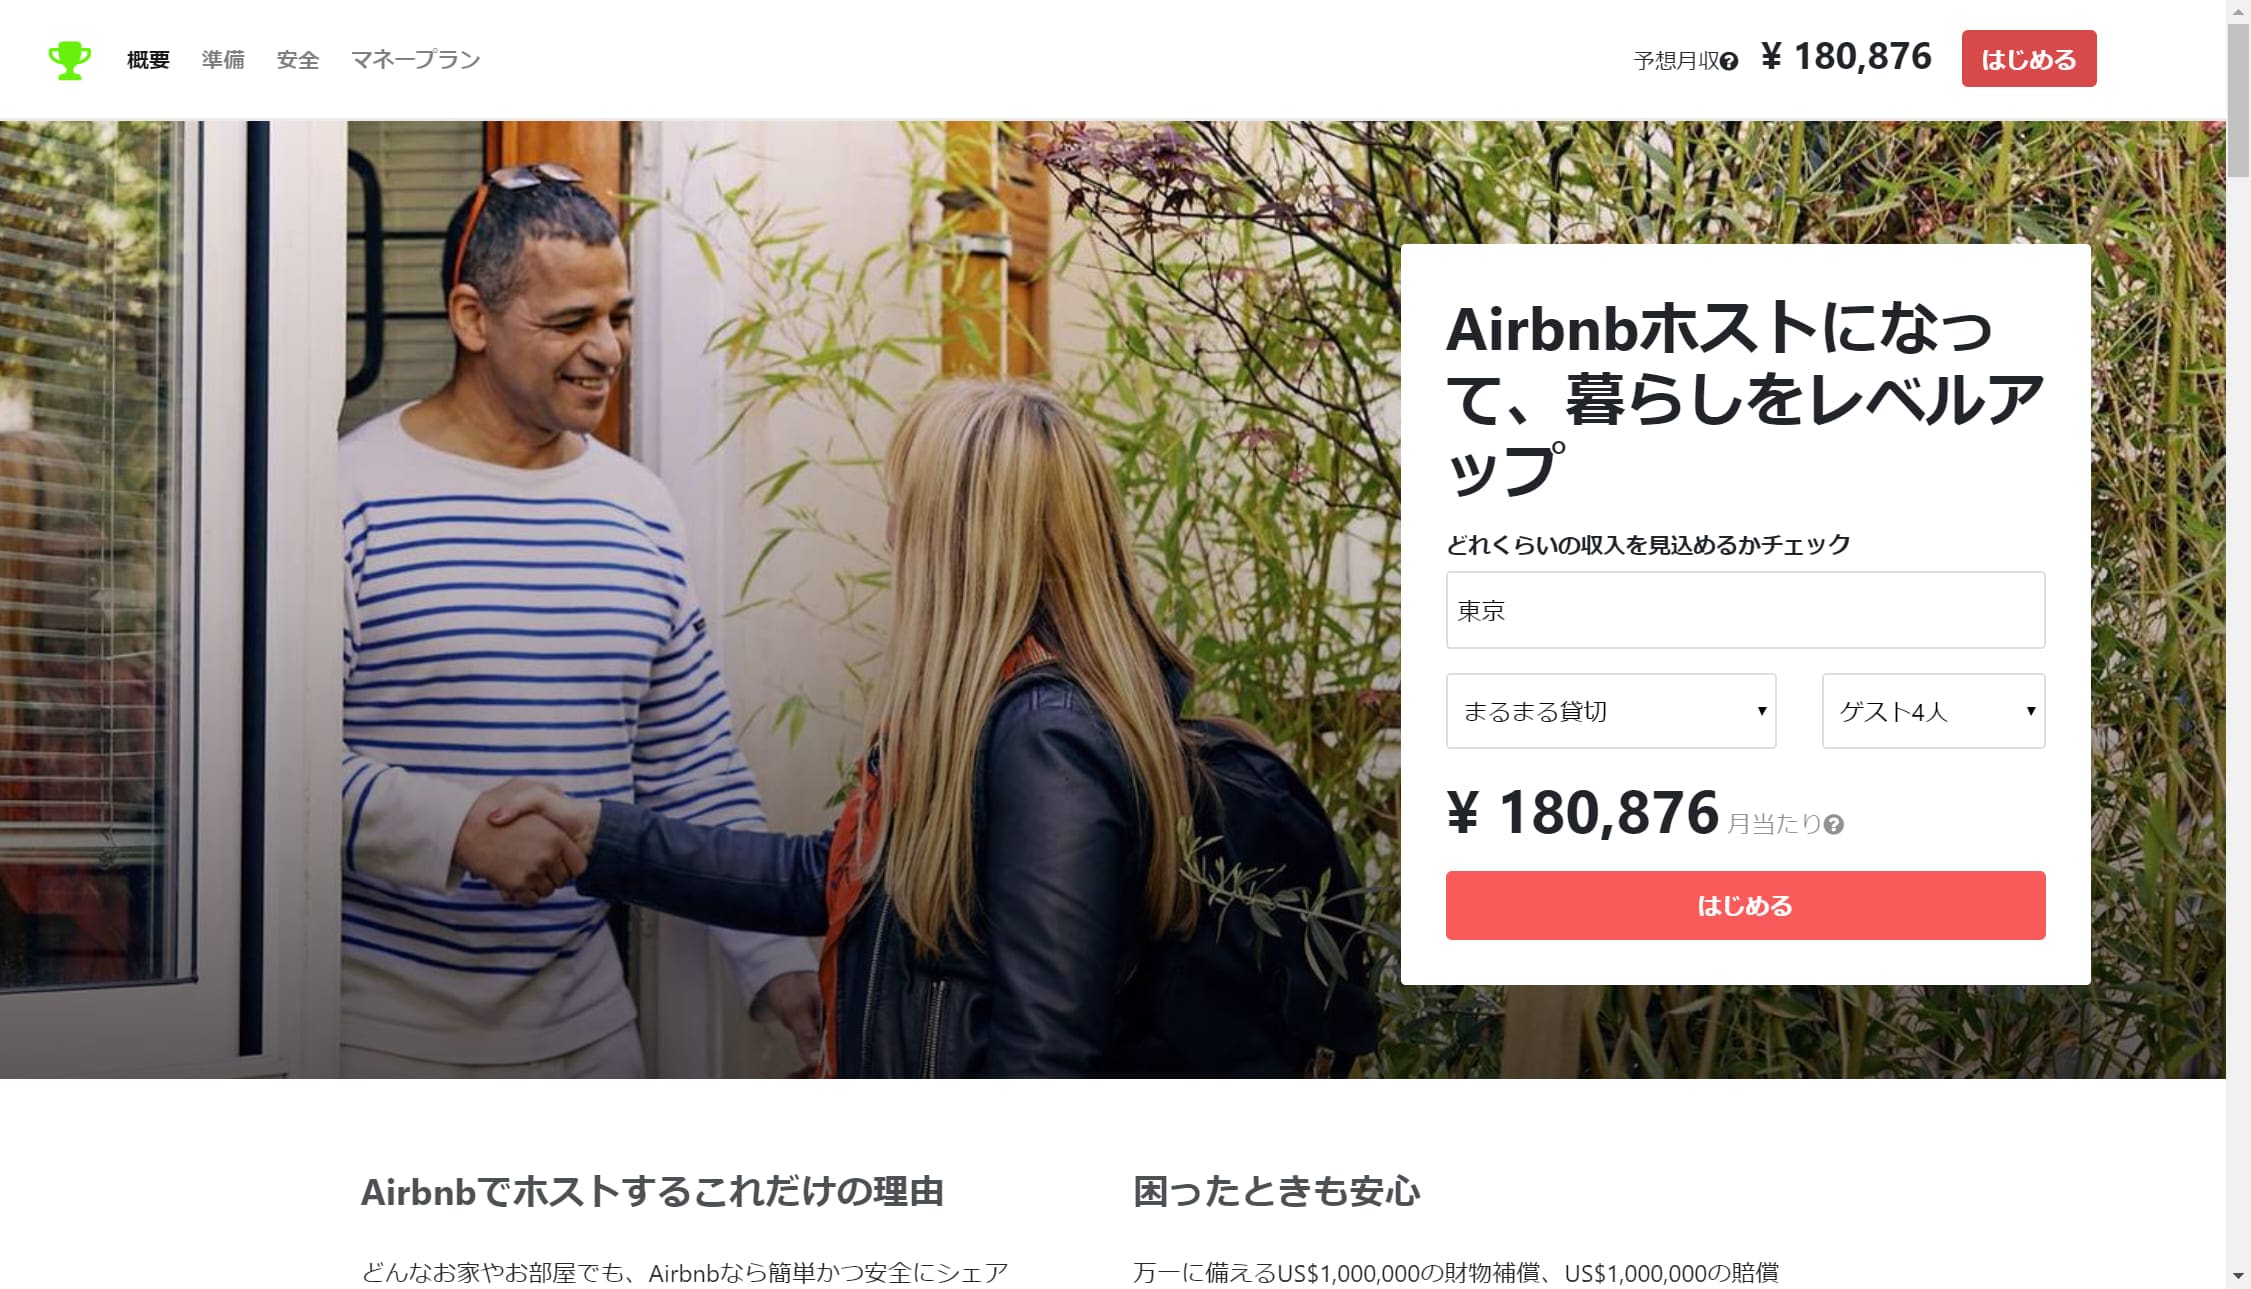 概要 準備 安全 マネープラン 予想月収 ¥ 180,876 はじめる
Airbnbホストになっ
て、暮らしをレベルア
ップ
どれくらいの収入を見込めるかチェック
東京
まるまる貸切 ゲスト4人
¥ 180,876 月当たり
はじめる
Airbnbでホストするこれだけの理由
どんなお家やお部屋でも、Airbnbなら簡単かつ安全にシェア
困ったときも安心
万一に備えるUS$1,000,000の財物補償、US$1,000,000の賠償